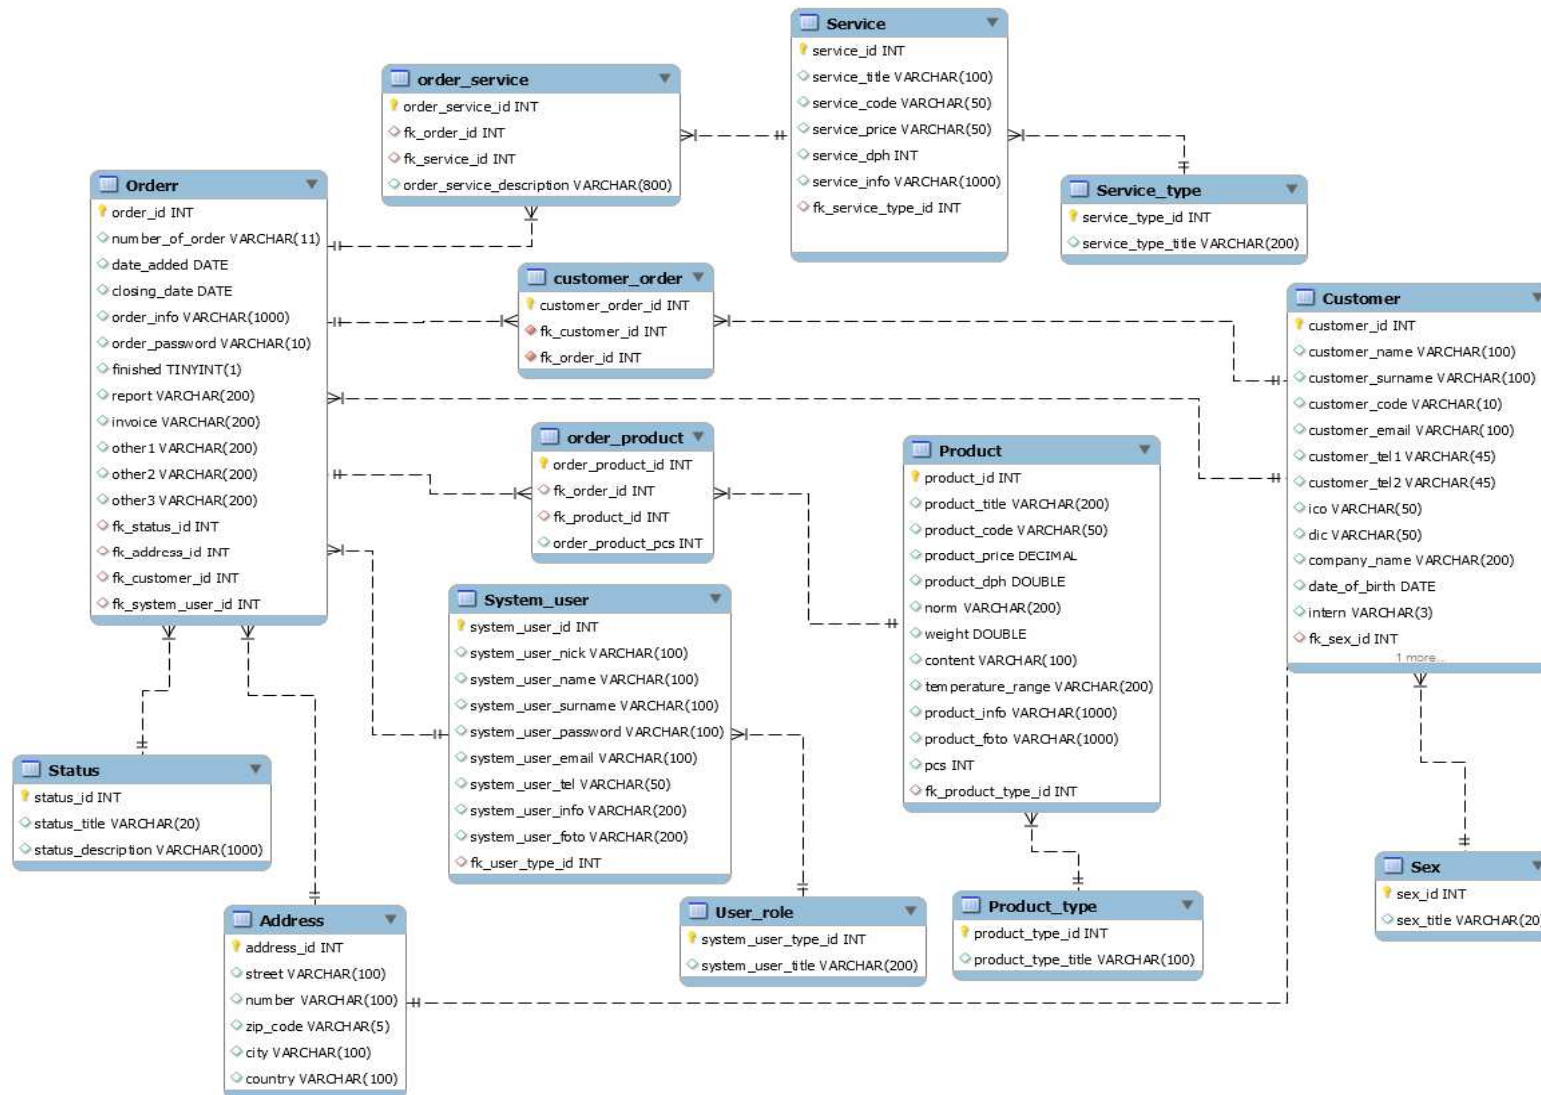 Service
service_id INT
service_title VARCHAR(100)
service_code VARCHAR(50)
service_price VARCHAR(50)
service_dph INT
service_info VARCHAR(1000)
fk_service_type_id INT
order_service
order_service_id INT
fk_order_id INT
fk_service_id INT
order_service_description VARCHAR(800)
Orderr
order_id INT
number_of_order VARCHAR(11)
date_added DATE
closing_date DATE
order_info VARCHAR(1000)
order_password VARCHAR(10)
finished TINYINT(1)
report VARCHAR(200)
invoice VARCHAR(200)
other1 VARCHAR(200)
other2 VARCHAR(200)
other3 VARCHAR(200)
fk_status_id INT
fk_address_id INT
fk_customer_id INT
fk_system_user_id INT
Service_type
service_type_id INT
service_type_title VARCHAR(200)
customer_order
customer_order_id INT
fk_customer_id INT
fk_order_id INT
Customer
customer_id INT
customer_name VARCHAR(100)
customer_surname VARCHAR(100)
customer_code VARCHAR(10)
customer_email VARCHAR(100)
customer_tel1 VARCHAR(45)
customer_tel2 VARCHAR(45)
ico VARCHAR(50)
dic VARCHAR(50)
company_name VARCHAR(200)
date_of_birth DATE
intern VARCHAR(3)
fk_sex_id INT
1 more...
order_product
order_product_id INT
fk_order_id INT
fk_product_id INT
order_product_pcs INT
Product
product_id INT
product_title VARCHAR(200)
product_code VARCHAR(50)
product_price DECIMAL
product_dph DOUBLE
norm VARCHAR(200)
weight DOUBLE
content VARCHAR(100)
temperature_range VARCHAR(200)
product_info VARCHAR(1000)
product_foto VARCHAR(1000)
pcs INT
fk_product_type_id INT
System_user
system_user_id INT
system_user_nick VARCHAR(100)
system_user_name VARCHAR(100)
system_user_surname VARCHAR(100)
system_user_password VARCHAR(100)
system_user_email VARCHAR(100)
system_user_tel VARCHAR(50)
system_user_info VARCHAR(200)
system_user_foto VARCHAR(200)
fk_user_type_id INT
Status
status_id INT
status_title VARCHAR(20)
status_description VARCHAR(1000)
Address
address_id INT
street VARCHAR(100)
number VARCHAR(100)
zip_code VARCHAR(5)
city VARCHAR(100)
country VARCHAR(100)
User_role
system_user_type_id INT
system_user_title VARCHAR(200)
Product_type
product_type_id INT
product_type_title VARCHAR(100)
Sex
sex_id INT
sex_title VARCHAR(20)